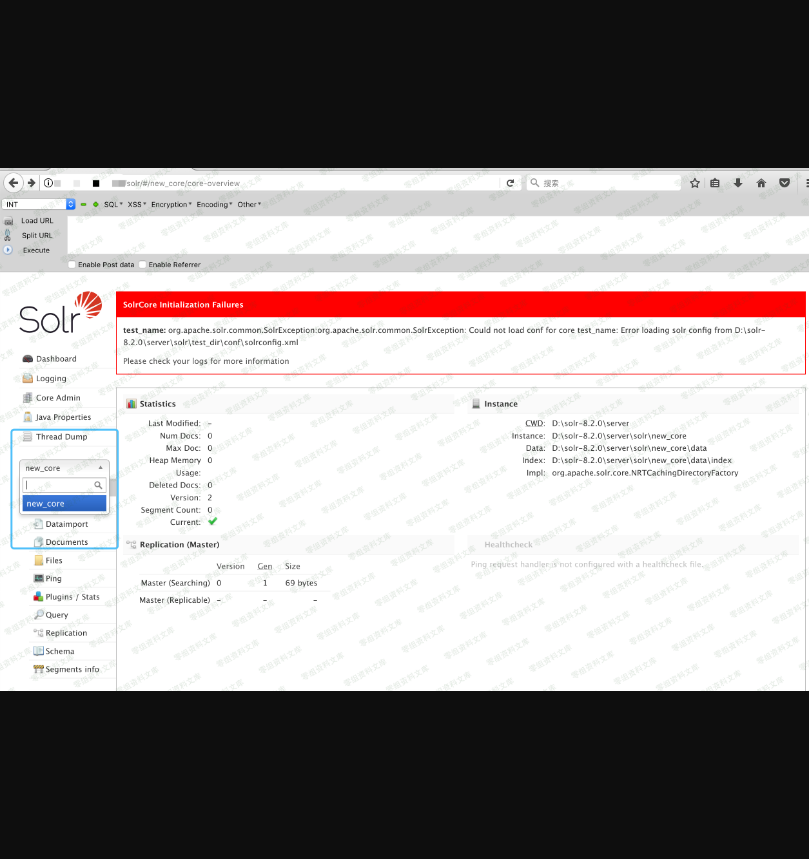 solr/#/new_core/core-overview
搜索
INT
SQL* XSS* Encryption* Encoding* Other*
Load URL
Split URL
Execute
Enable Post data Enable Referrer
Solr
Dashboard
Logging
Core Admin
Java Properties
Thread Dump
new_core
new_core
Dataimport
Documents
Files
Ping
Plugins / Stats
Query
Replication
Schema
Segments info
SolrCore Initialization Failures
test_name: org.apache.solr.common.SolrException:org.apache.solr.common.SolrException: Could not load conf for core test_name: Error loading solr config from D:\solr-
8.2.0\server\solr\test_dir\conf\solrconfig.xml
Please check your logs for more information
Statistics
Last Modified: –
Num Docs: 0
Max Doc: 0
Heap Memory 0
Usage:
Deleted Docs: 0
Version: 2
Segment Count: 0
Current:
Instance
CWD: D:\solr-8.2.0\server
Instance: D:\solr-8.2.0\server\solr\new_core
Data: D:\solr-8.2.0\server\solr\new_core\data
Index: D:\solr-8.2.0\server\solr\new_core\data\index
Impl: org.apache.solr.core.NRTCachingDirectoryFactory
Replication (Master)
Version Gen Size
Master (Searching) 0 1 69 bytes
Master (Replicable) – – –
Healthcheck
Ping request handler is not configured with a healthcheck file.